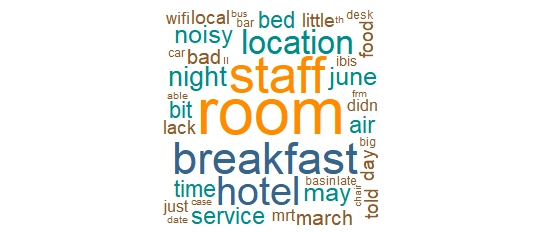 wifi local bus bar bed little th desk
noisy location food
car bad ll staff ibis june
night
able room didn frm
bit air
lack big
breakfast day
time hotel basin late chair told
may
just case service mrt march
date